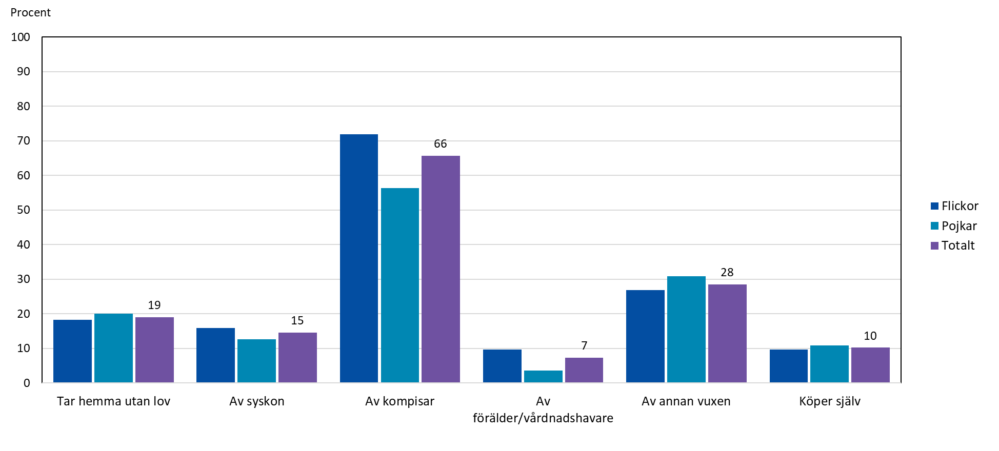 Procent
100
90
80
70
60
50
40
30
20
10
0
19
15
66
7
28
10
Tar hemma utan lov
Av syskon
Av kompisar
Av
förälder/vårdnadshavare
Av annan vuxen
Köper själv
Flickor
Pojkar
Totalt